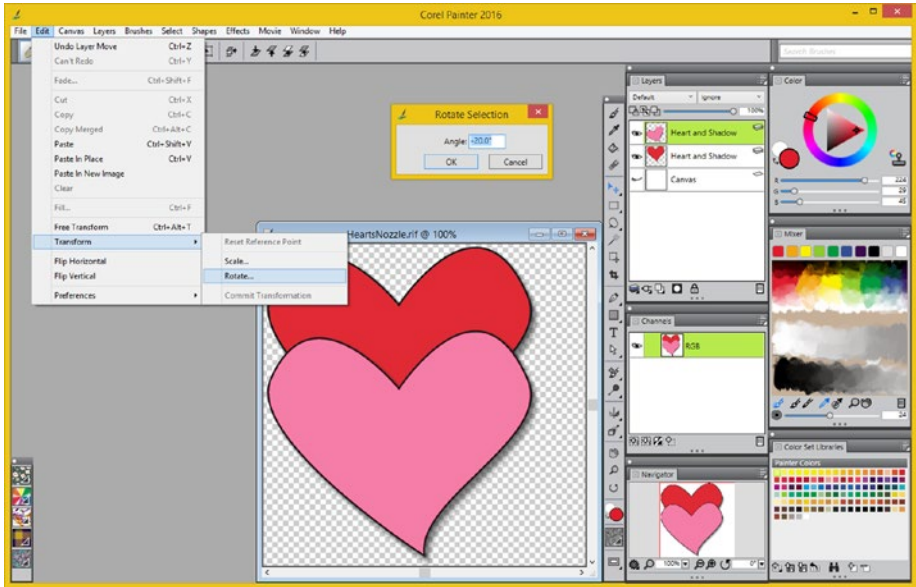 Corel Painter 2016
File Edit Canvas Layers Brushes Select Shapes Effects Movie Window Help
Undo Layer Move Ctrl+Z
Can't Redo Ctrl+Y
Fade... Ctrl+Shift+F
Cut Ctrl+X
Copy Ctrl+C
Copy Merged Ctrl+Alt+C
Paste Ctrl+Shift+V
Paste In Place Ctrl+V
Paste In New Image
Clear
Fill... Ctrl+F
Free Transform Ctrl+Alt+T
Transform
Flip Horizontal
Flip Vertical
Preferences
Reset Reference Point
Scale...
Rotate...
Commit Transformation
Rotate Selection
Angle: -20.0°
OK Cancel
HeartsNozzle.rif @ 100%
Search Brushes
Layers
Default Ignore
100%
Heart and Shadow
Heart and Shadow
Canvas
Channels
RGB
Navigator
100% 0°
Color
R 224
G 29
B 45
Mixer
24
Color Set Libraries
Painter Colors